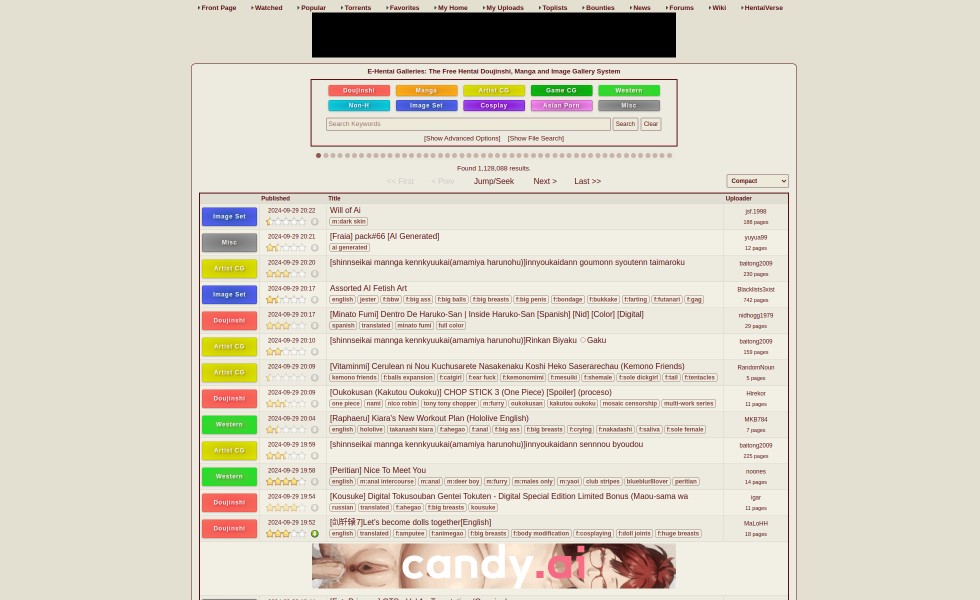 Front Page Watched Popular Torrents Favorites My Home My Uploads Toplists Bounties News Forums Wiki HentaiVerse
E-Hentai Galleries: The Free Hentai Doujinshi, Manga and Image Gallery System
Doujinshi Manga Artist CG Game CG Western
Non-H Image Set Cosplay Asian Porn Misc
Search Keywords Search Clear
[Show Advanced Options] [Show File Search]
Found 1,128,088 results.
<< First < Prev Jump/Seek Next > Last >> Compact
Published Title Uploader
Image Set 2024-09-29 20:22 Will of Ai jsf.1998
m:dark skin 188 pages
Misc 2024-09-29 20:21 [Fraia] pack#66 [AI Generated] yuyua99
ai generated 12 pages
Artist CG 2024-09-29 20:20 [shinnseikai mannga kennkyuukai(amamiya harunohu)]innyoukaidann goumonn syoutenn taimaroku baitong2009
230 pages
Image Set 2024-09-29 20:17 Assorted AI Fetish Art Blacklists3xist
english jester f:bbw f:big ass f:big balls f:big breasts f:big penis f:bondage f:bukkake f:farting f:futanari f:gag 742 pages
Doujinshi 2024-09-29 20:17 [Minato Fumi] Dentro De Haruko-San | Inside Haruko-San [Spanish] [Nid] [Color] [Digital] nidhogg1979
spanish translated minato fumi full color 29 pages
Artist CG 2024-09-29 20:10 [shinnseikai mannga kennkyuukai(amamiya harunohu)]Rinkan Biyaku ♡Gaku baitong2009
159 pages
Artist CG 2024-09-29 20:09 [Vitaminmi] Cerulean ni Nou Kuchusarete Nasakenaku Koshi Heko Saserarechau (Kemono Friends) RandomNoun
kemono friends f:balls expansion f:catgirl f:ear fuck f:kemonomimi f:mesuiki f:shemale f:sole dickgirl f:tail f:tentacles 5 pages
Doujinshi 2024-09-29 20:09 [Oukokusan (Kakutou Oukoku)] CHOP STICK 3 (One Piece) [Spoiler] (proceso) Hirekor
one piece nami nico robin tony tony chopper m:furry oukokusan kakutou oukoku mosaic censorship multi-work series 11 pages
Western 2024-09-29 20:04 [Raphaeru] Kiara's New Workout Plan (Hololive English) MKB784
english hololive takanashi kiara f:ahegao f:anal f:big ass f:big breasts f:crying f:nakadashi f:saliva f:sole female 7 pages
Artist CG 2024-09-29 19:59 [shinnseikai mannga kennkyuukai(amamiya harunohu)]innyoukaidann sennnou byoudou baitong2009
225 pages
Western 2024-09-29 19:58 [Peritian] Nice To Meet You noones
english m:anal intercourse m:anal m:deer boy m:furry m:males only m:yaoi club stripes blueblur8lover peritian 14 pages
Doujinshi 2024-09-29 19:54 [Kousuke] Digital Tokusouban Gentei Tokuten - Digital Special Edition Limited Bonus (Maou-sama wa igar
russian translated f:ahegao f:big breasts kousuke 11 pages
Doujinshi 2024-09-29 19:52 7]Let's become dolls together[English] MaLoHH
english translated f:amputee f:animegao f:big breasts f:body modification f:cosplaying f:doll joints f:huge breasts 18 pages
candy.ai